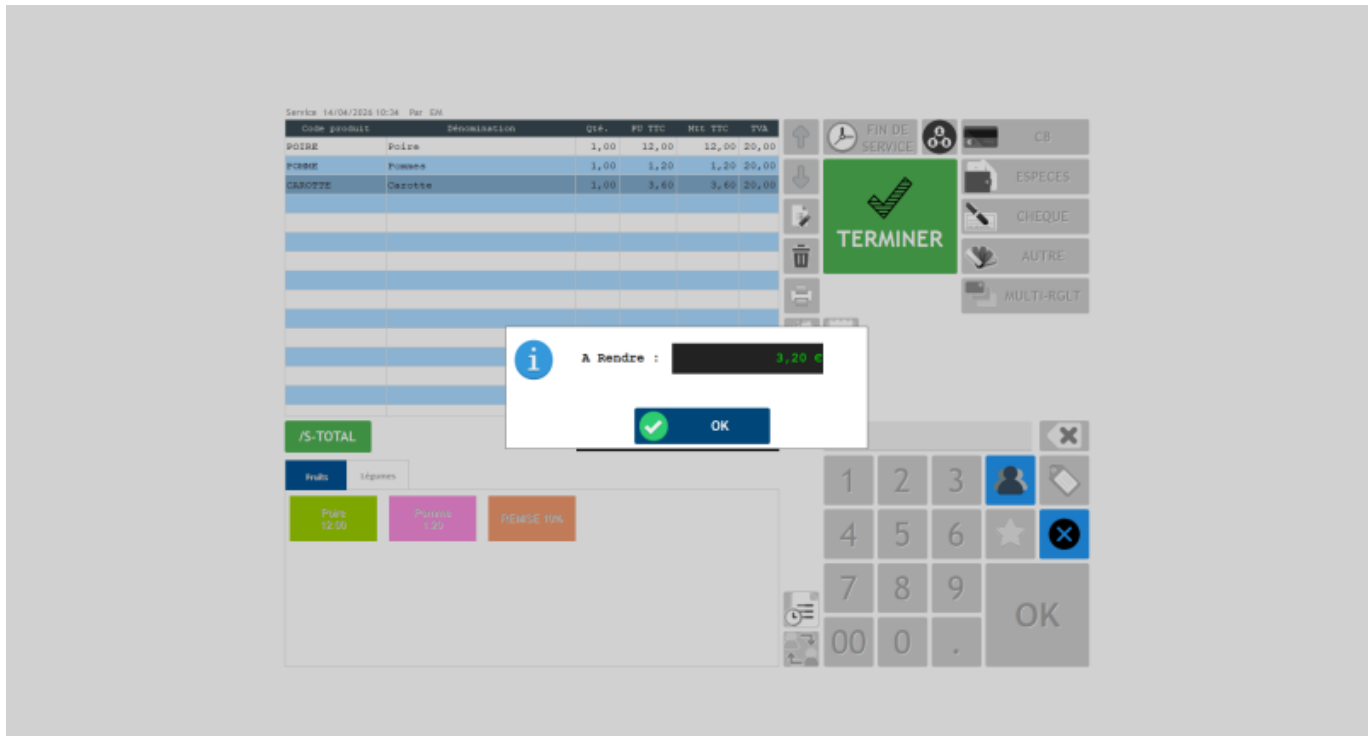 Service 14/04/2026 10:34 Par EM
Code produit Dénomination Qté. PU TTC Mtt TTC TVA
POIRE Poire 1,00 12,00 12,00 20,00
POMME Pommes 1,00 1,20 1,20 20,00
CAROTTE Carotte 1,00 3,60 3,60 20,00
FIN DE
SERVICE
CB
ESPECES
CHEQUE
TERMINER
AUTRE
MULTI-RGLT
A Rendre : 3,20 €
OK
/S-TOTAL
Fruits Légumes
Poire
12.00
Pomme
1.20
REMISE 10%
1 2 3
4 5 6
7 8 9
OK
00 0 .